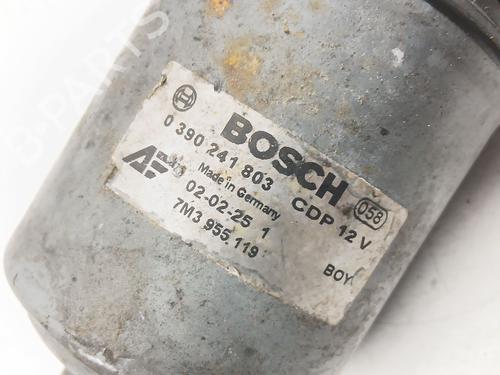 BOSCH
0 390 241 803 CDP 12 V
058
Made in Germany
AF
02-02-25 1
7M3 955 119
BOY
PARTS